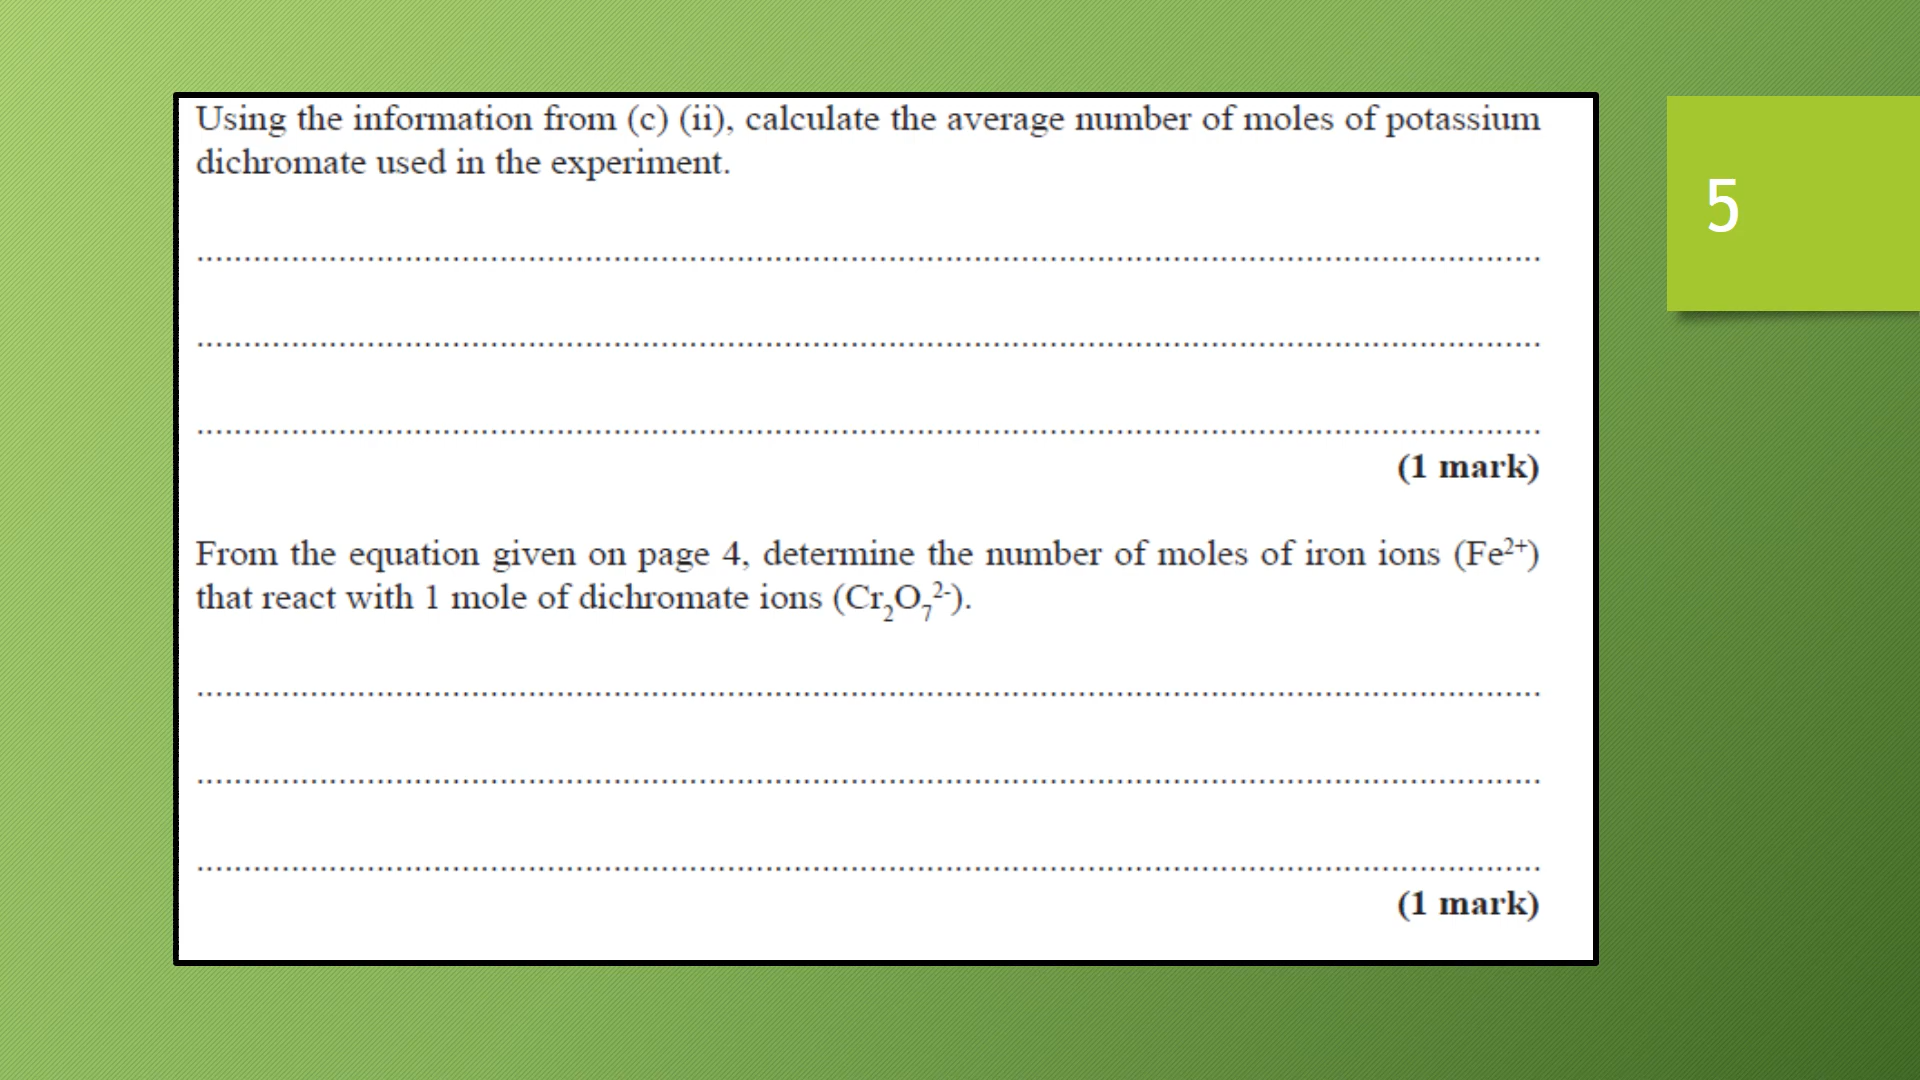 Using the information from (c) (ii), calculate the average number of moles of potassium
dichromate used in the experiment.
5
(1 mark)
From the equation given on page 4, determine the number of moles of iron ions (Fe²⁺)
that react with 1 mole of dichromate ions (Cr₂O₇²⁻).
(1 mark)